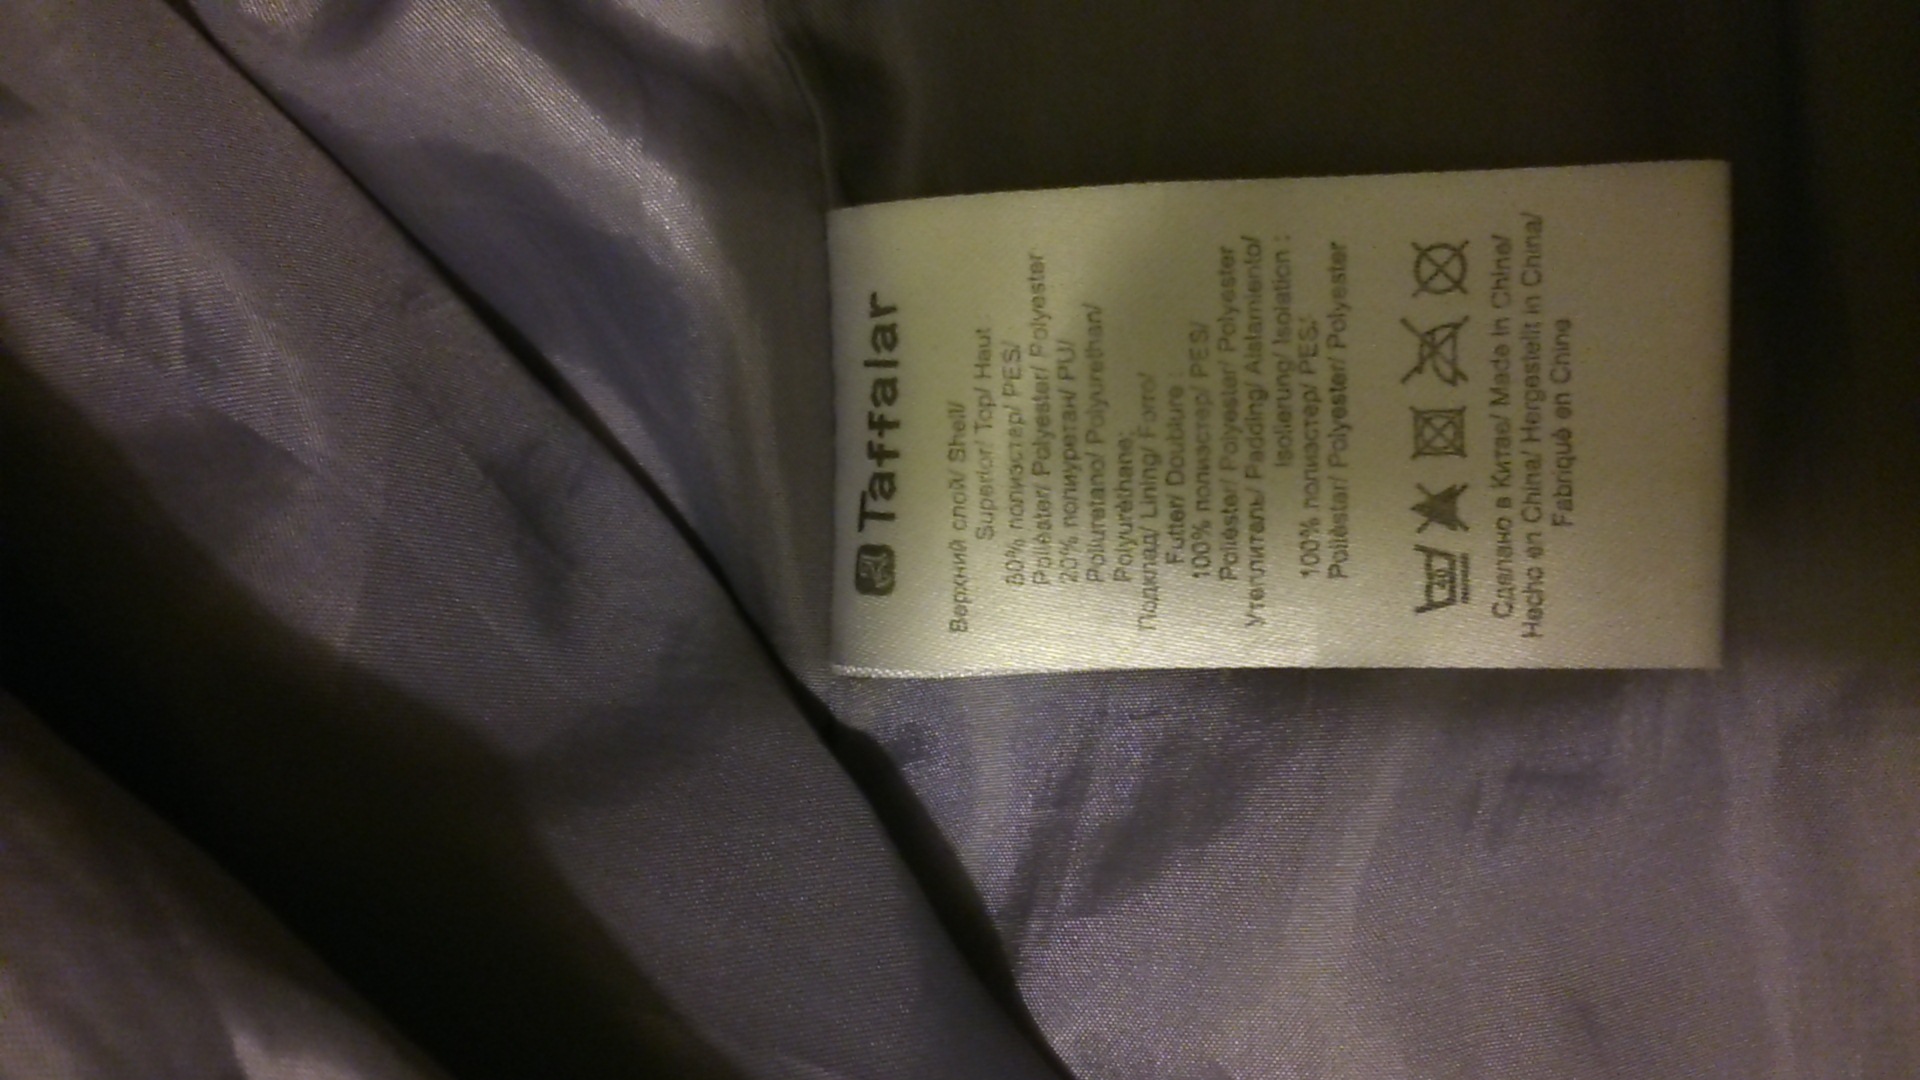 Taffalar
Верхний слой/ Shell/
Superior/ Top/ Haut
80% полиэстер/ PES/
Poliéster/ Polyester/ Polyester
20% полиуретан/ PU/
Poliuretano/ Polyurethan/
Polyuréthane:
Подклад/ Lining/ Forro/
Futter/ Doublure :
100% полиэстер/ PES/
Poliéster/ Polyester/ Polyester
Утеплитель/ Padding/ Aislamiento/
Isolierung/ Isolation :
100% полиэстер/ PES:
Poliéster/ Polyester/ Polyester
Сделано в Китае/ Made in China/
Hecho en China/ Hergestellt in China/
Fabriqué en Chine